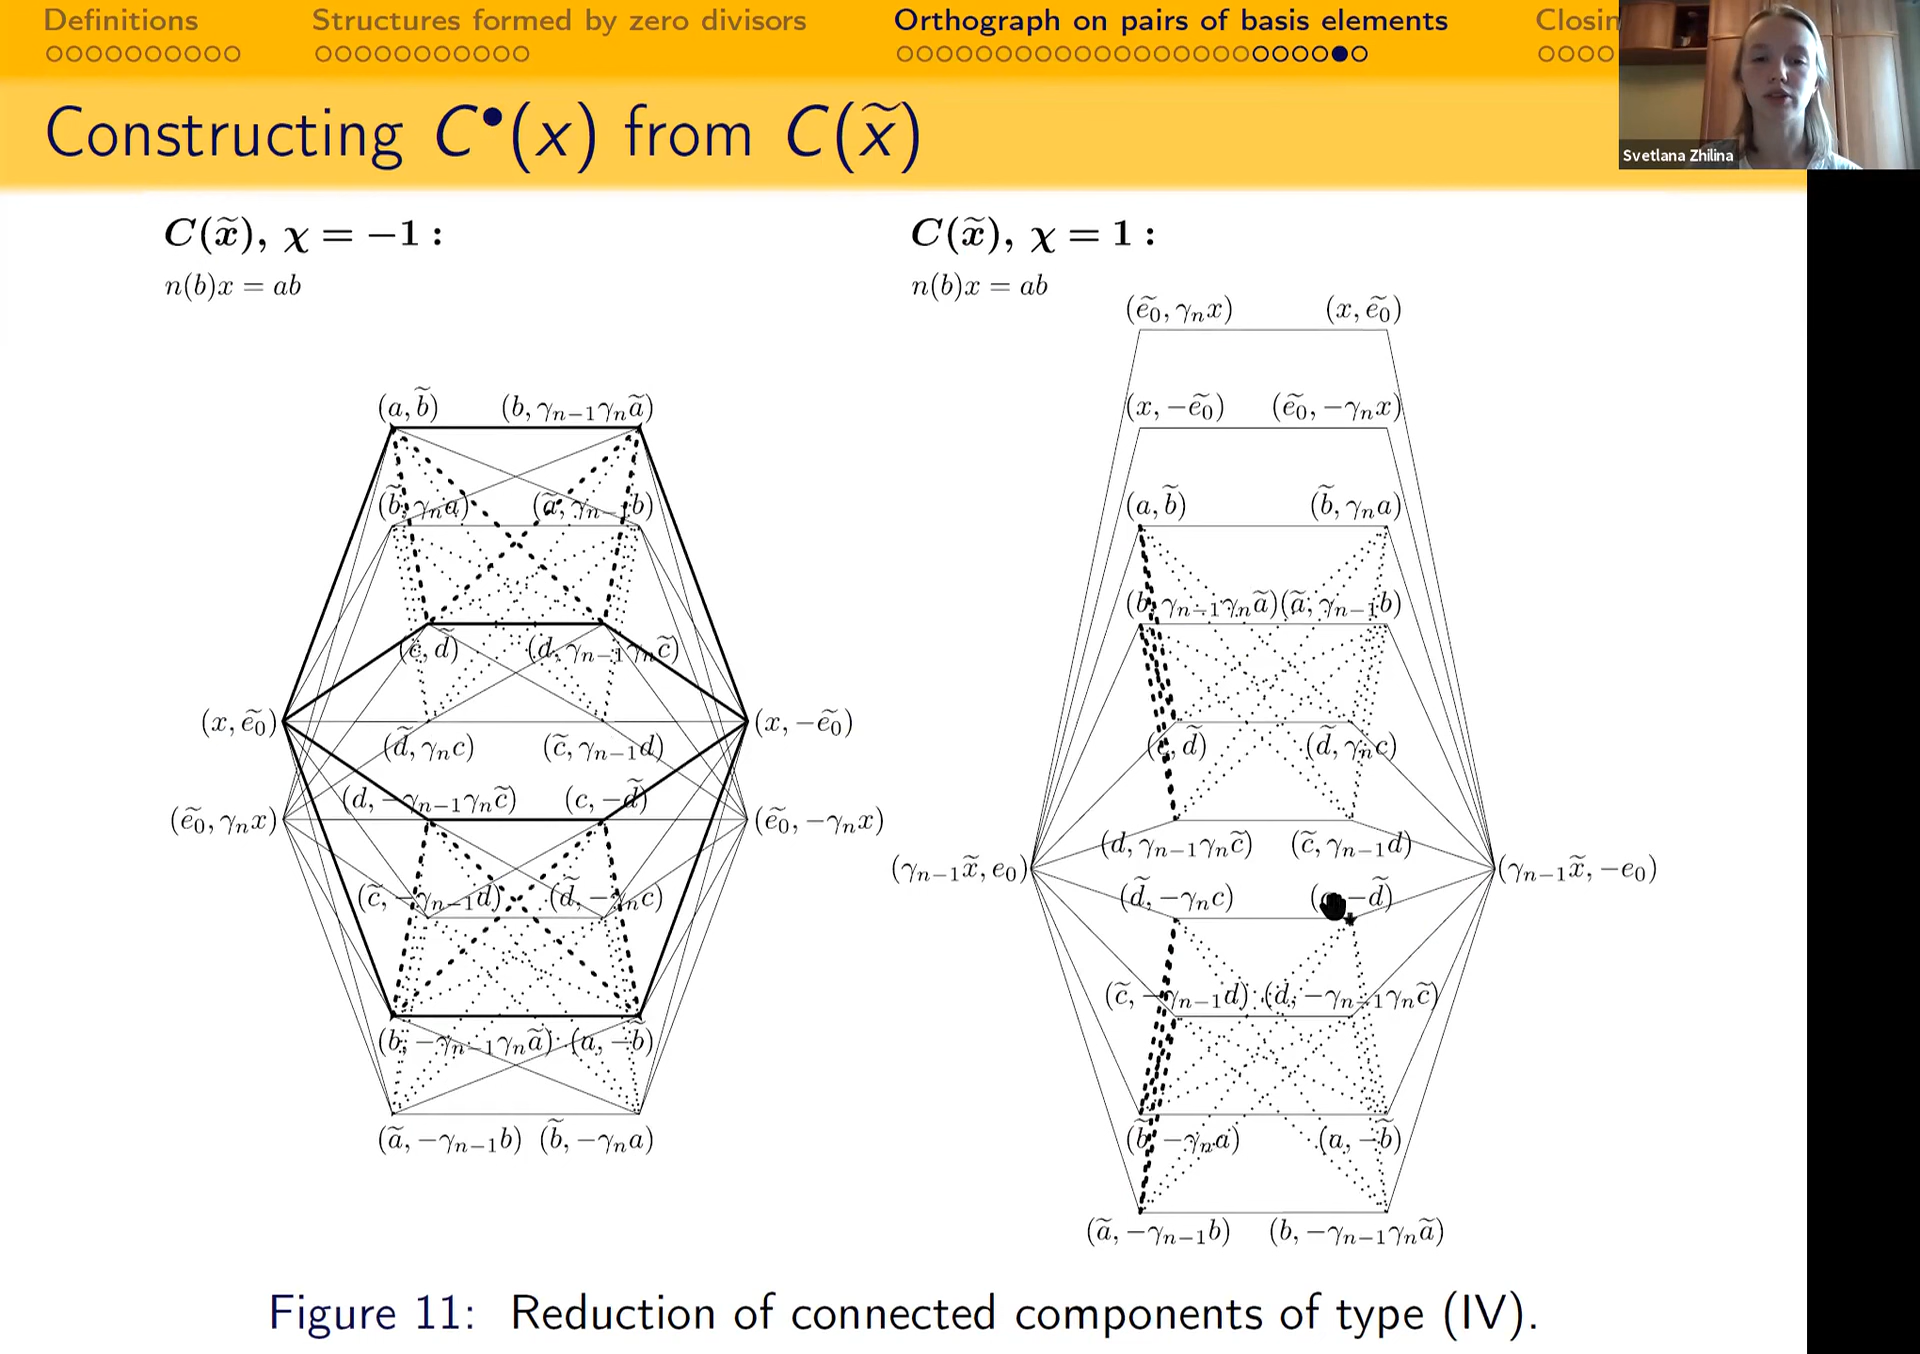 Definitions
Structures formed by zero divisors
Orthograph on pairs of basis elements
Closin
Svetlana Zhilina
Constructing C•(x) from C(x̃)
C(x̃), χ = −1 :
n(b)x = ab
(a, b̃) (b, γₙ₋₁γₙã)
(b̃, γₙa) (ã, γₙ₋₁b)
(c, d̃) (d, γₙ₋₁γₙc̃)
(x, ẽ₀) (x, −ẽ₀)
(d̃, γₙc) (c̃, γₙ₋₁d)
(d, −γₙ₋₁γₙc̃) (c, −d̃)
(ẽ₀, γₙx) (ẽ₀, −γₙx)
(c̃, −γₙ₋₁d) (d̃, −γₙc)
(b, −γₙ₋₁γₙã) (a, −b̃)
(ã, −γₙ₋₁b) (b̃, −γₙa)
C(x̃), χ = 1 :
n(b)x = ab
(ẽ₀, γₙx) (x, ẽ₀)
(x, −ẽ₀) (ẽ₀, −γₙx)
(a, b̃) (b̃, γₙa)
(b, γₙ₋₁γₙã) (ã, γₙ₋₁b)
(c, d̃) (d̃, γₙc)
(d, γₙ₋₁γₙc̃) (c̃, γₙ₋₁d)
(γₙ₋₁x̃, e₀) (γₙ₋₁x̃, −e₀)
(d̃, −γₙc) ( −d̃)
(c̃, −γₙ₋₁d) (d, −γₙ₋₁γₙc̃)
(b̃, −γₙa) (a, −b̃)
(ã, −γₙ₋₁b) (b, −γₙ₋₁γₙã)
Figure 11: Reduction of connected components of type (IV).